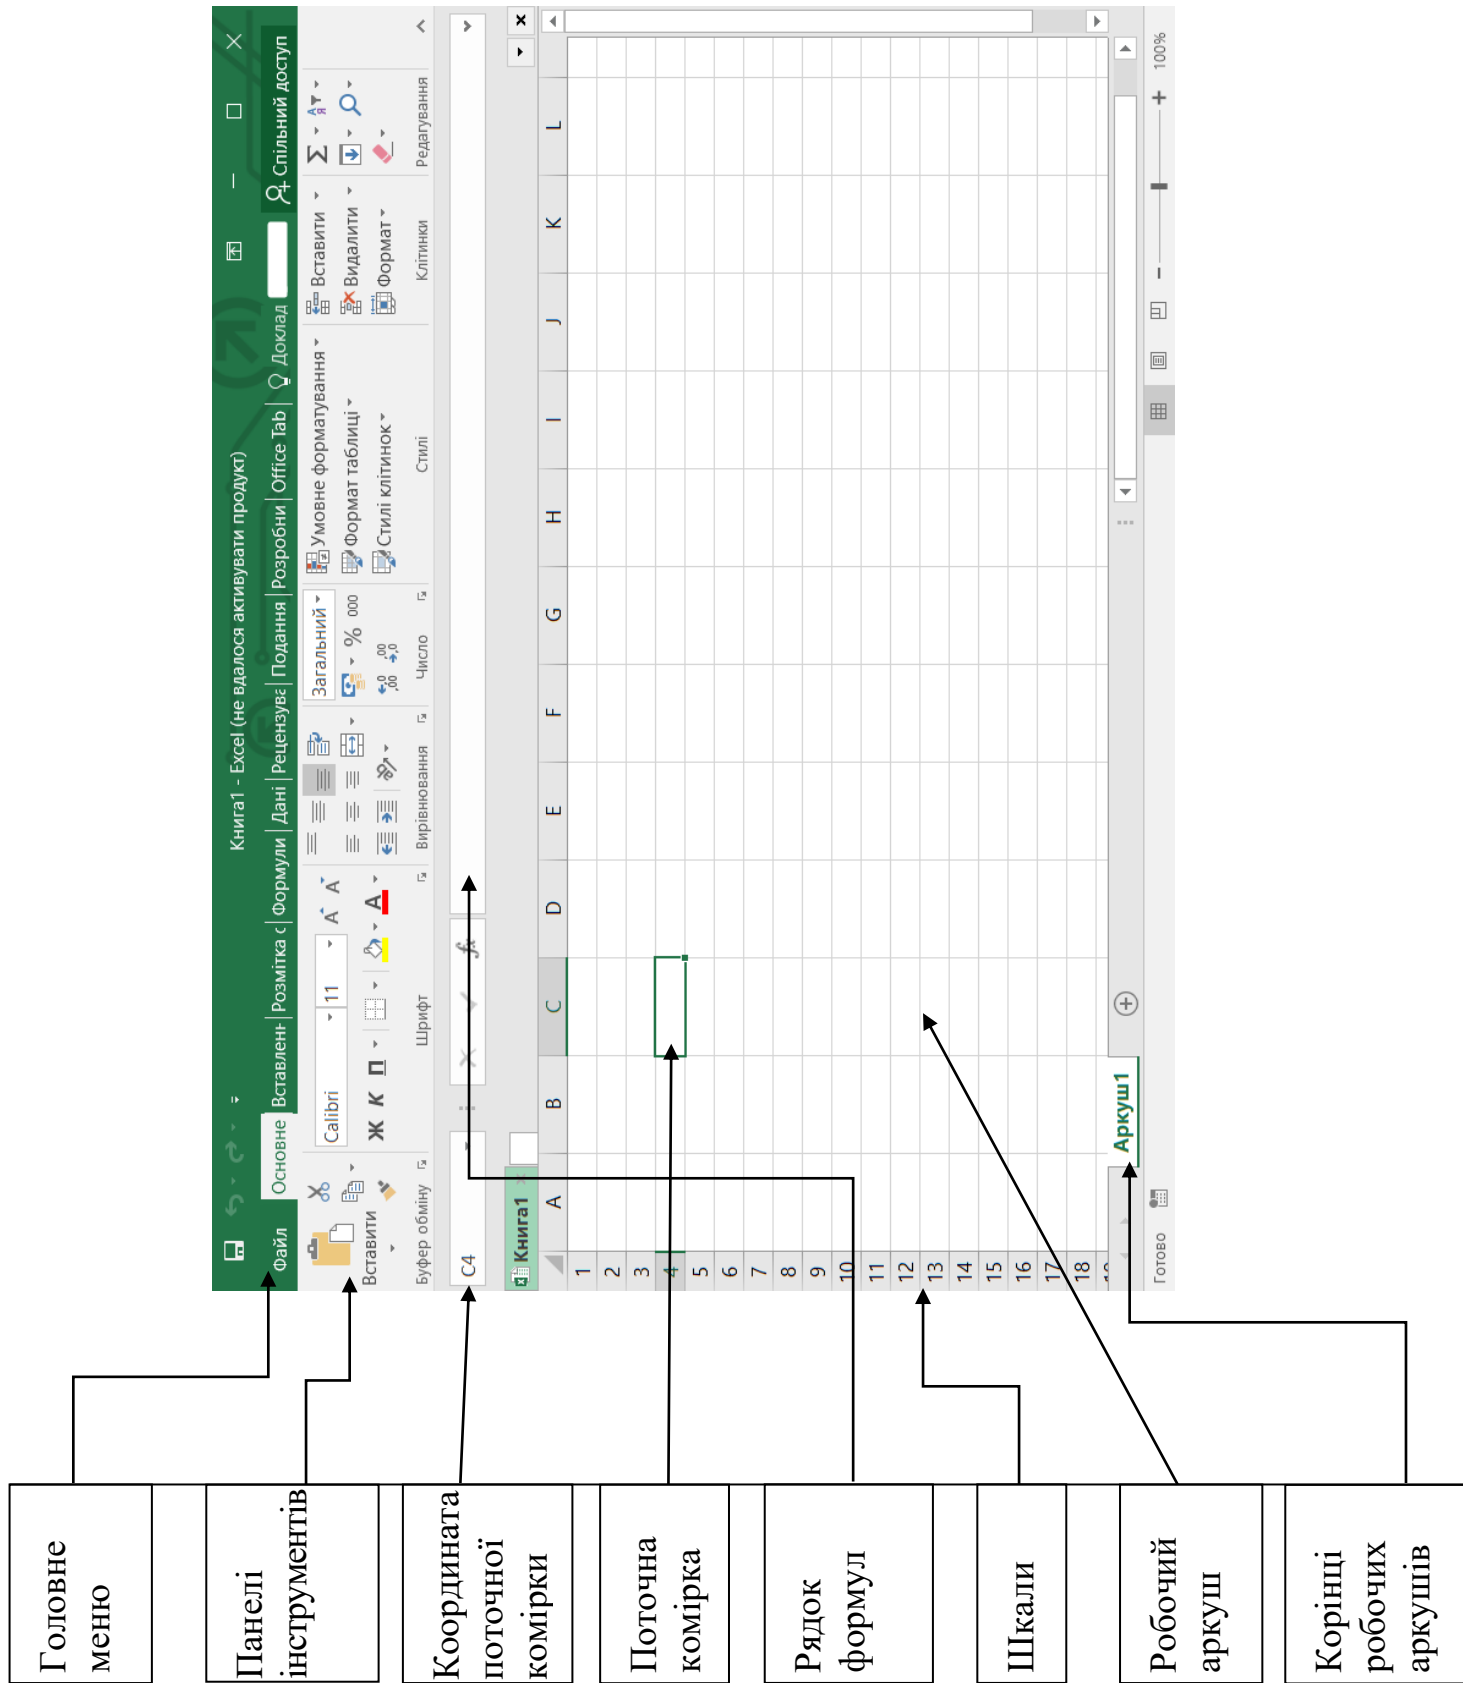 Книга1 - Excel (не вдалося активувати продукт)
Файл
Основне
Вставленн
Розмітка с
Формули
Дані
Рецензува
Подання
Розробни
Office Tab
Доклад
Спільний доступ
Вставити
Буфер обміну
Calibri
11
Ж К П
Шрифт
Вирівнювання
Загальний
% 000
Число
Умовне форматування
Формат таблиці
Стилі клітинок
Стилі
Вставити
Видалити
Формат
Клітинки
Редагування
C4
fx
Книга1
A B C D E F G H I J K L
1
2
3
4
5
6
7
8
9
10
11
12
13
14
15
16
17
18
19
Аркуш1
Готово
100%
Головне
меню
Панелі
інструментів
Координата
поточної
комірки
Поточна
комірка
Рядок
формул
Шкали
Робочий
аркуш
Корінці
робочих
аркушів